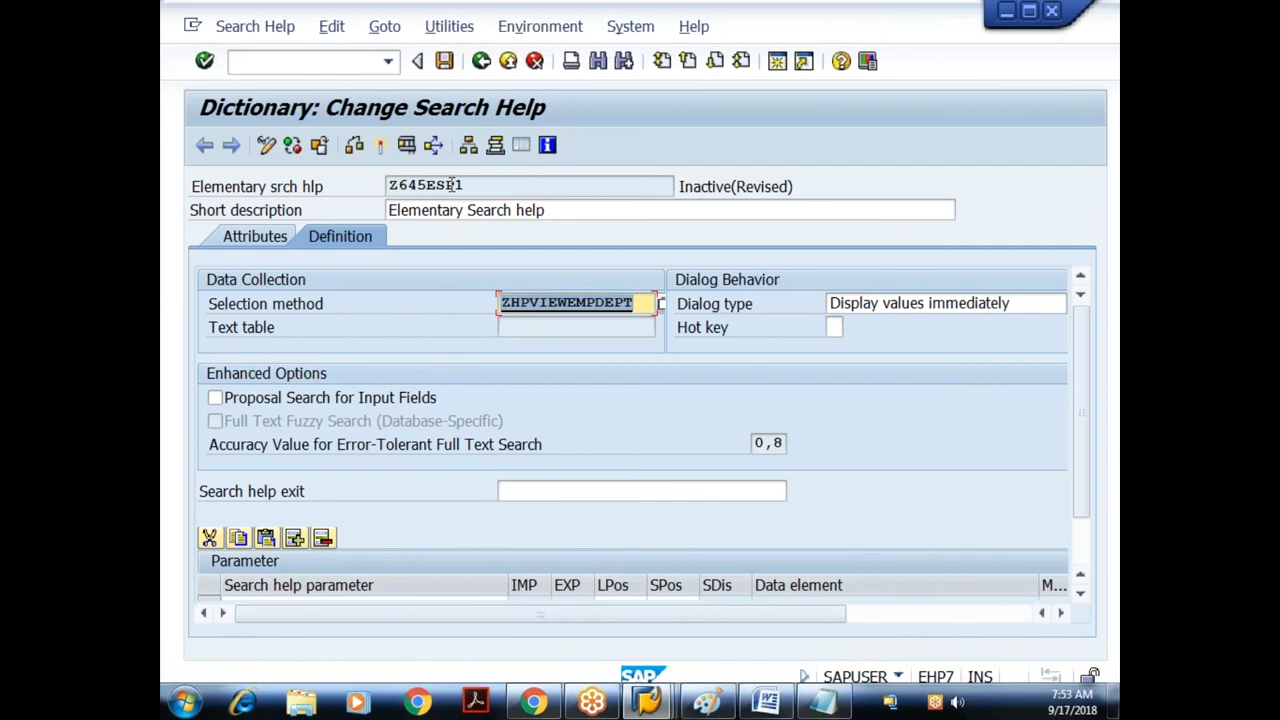 Search Help Edit Goto Utilities Environment System Help
Dictionary: Change Search Help
Elementary srch hlp Inactive(Revised)
Short description Elementary Search help
Attributes Definition
Data Collection Dialog Behavior
Selection method ZHPVIEWEMPDEPT Dialog type Display values immediately
Text table Hot key
Enhanced Options
Proposal Search for Input Fields
Full Text Fuzzy Search (Database-Specific)
Accuracy Value for Error-Tolerant Full Text Search 0,8
Search help exit
Parameter
Search help parameter IMP EXP LPos SPos SDis Data element M...
SAP SAPUSER EHP7 INS
7:53 AM
9/17/2018